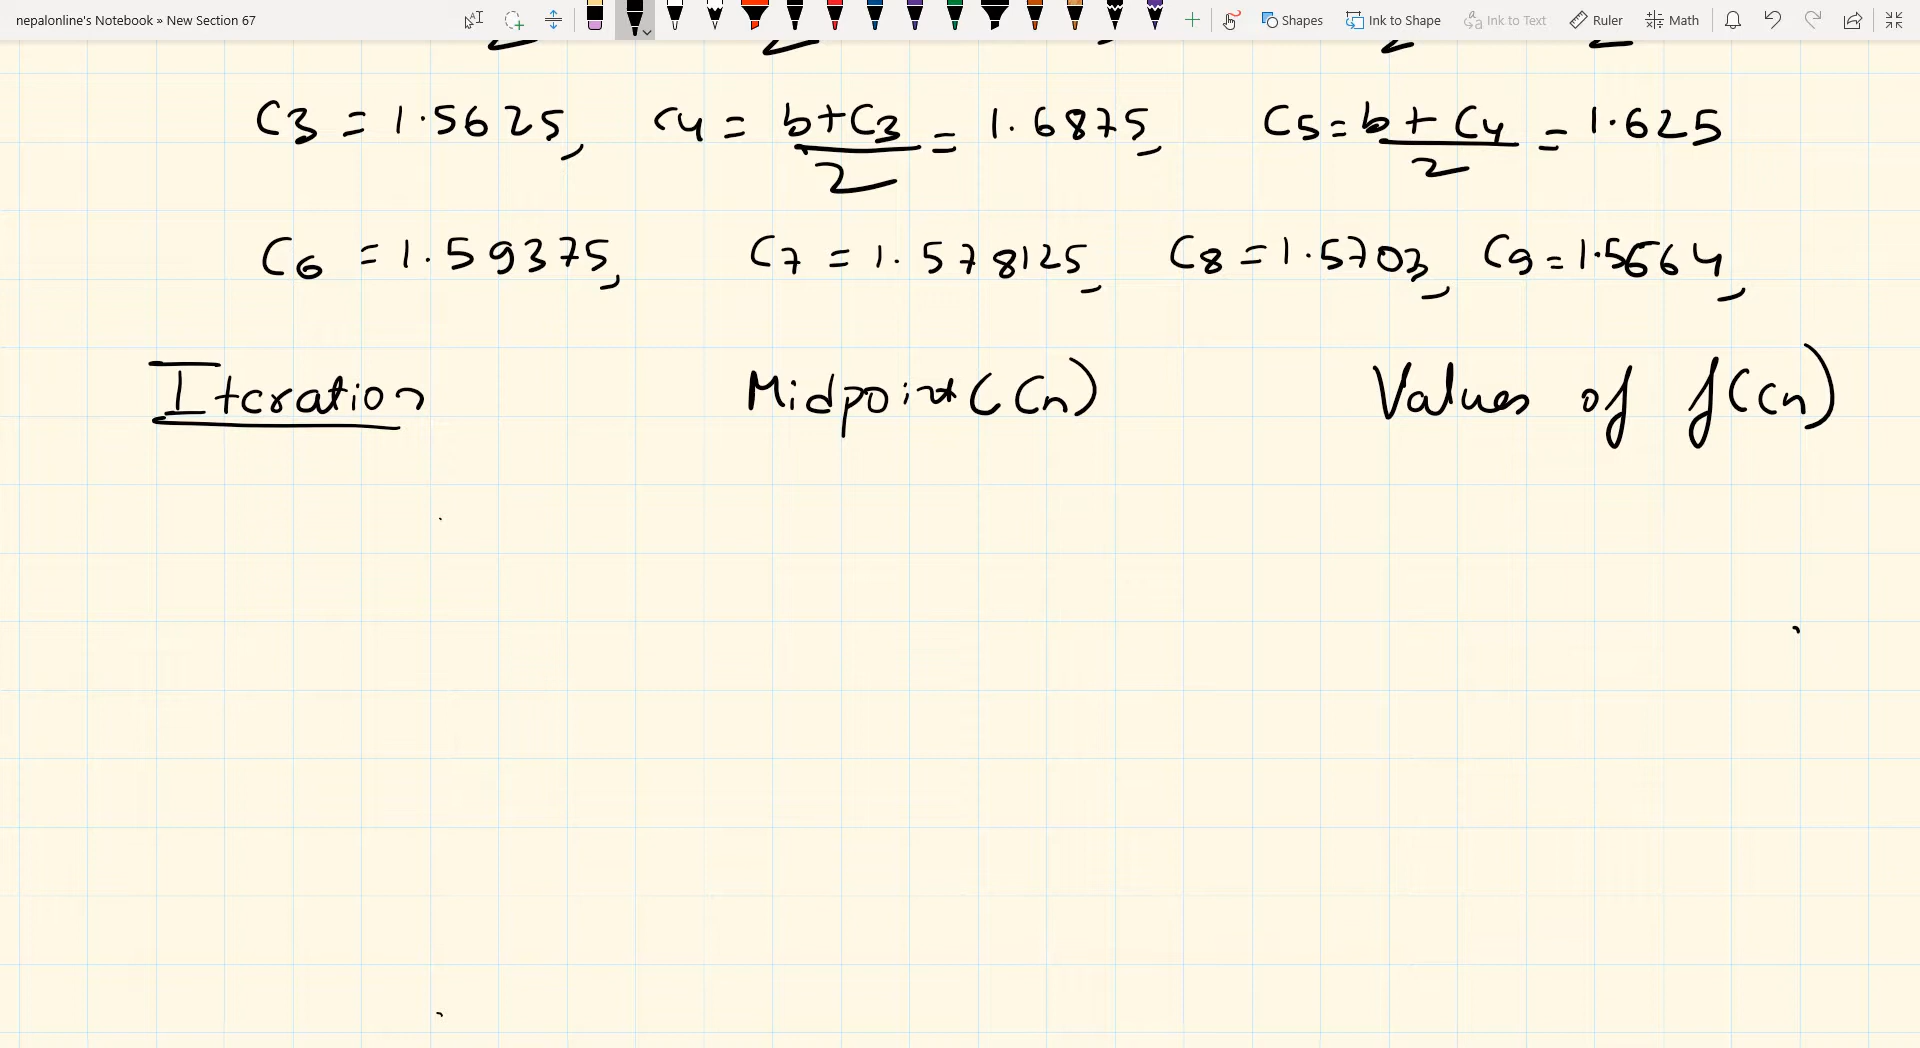 nepalonline's Notebook » New Section 67
Shapes Ink to Shape Ink to Text Ruler Math
C3 = 1.5625, C4 = b+C3/2 = 1.6875, C5 = b+C4/2 = 1.625
C6 = 1.59375, C7 = 1.578125, C8 = 1.5703, C9 = 1.5664,
Iteration Midpoint (Cn) Values of f(Cn)